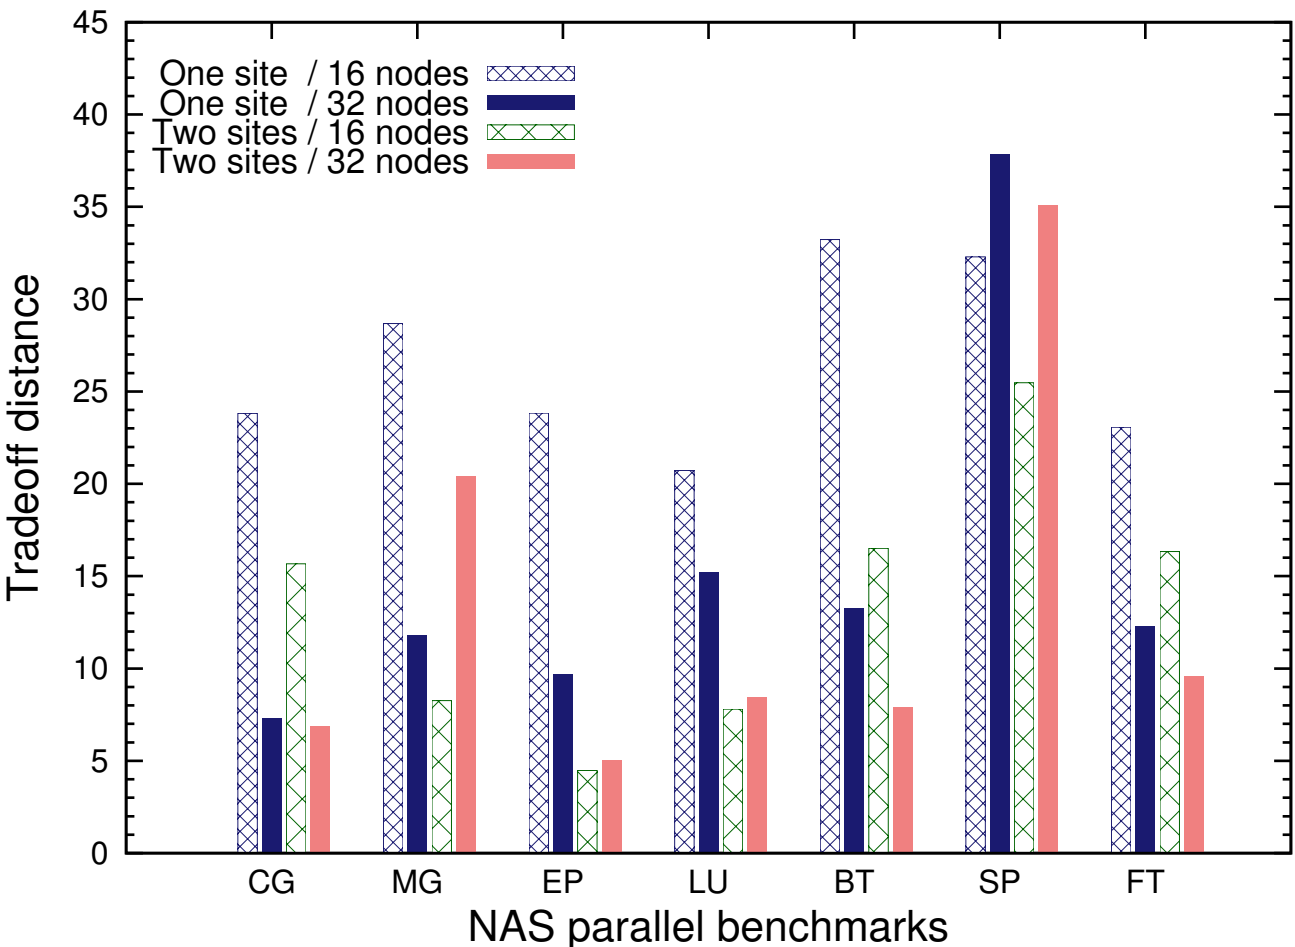 45
40
35
30
25
20
15
10
5
0
Tradeoff distance
One site / 16 nodes
One site / 32 nodes
Two sites / 16 nodes
Two sites / 32 nodes
CG MG EP LU BT SP FT
NAS parallel benchmarks